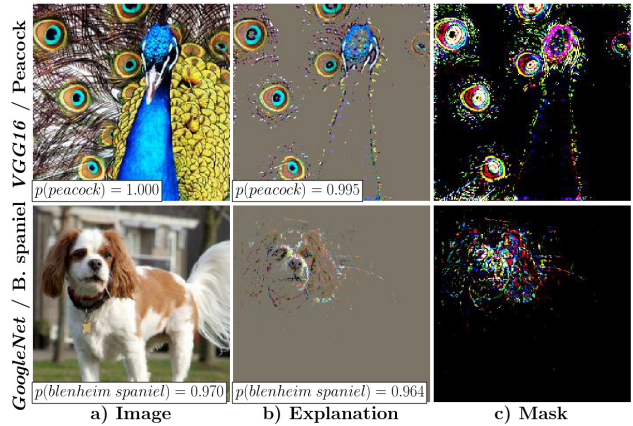 VGG16 / Peacock
p(peacock) = 1.000
p(peacock) = 0.995
GoogleNet / B. spaniel
p(blenheim spaniel) = 0.970
p(blenheim spaniel) = 0.964
a) Image
b) Explanation
c) Mask